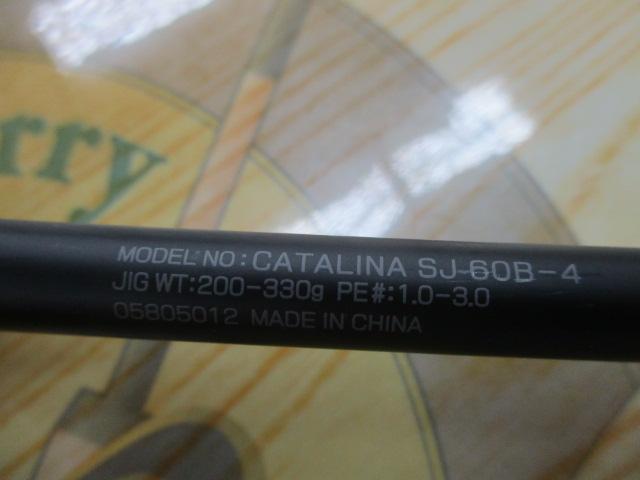 rry
MODEL NO: CATALINA SJ-60B-4
JIG WT:200-330g PE#:1.0-3.0
05805012 MADE IN CHINA